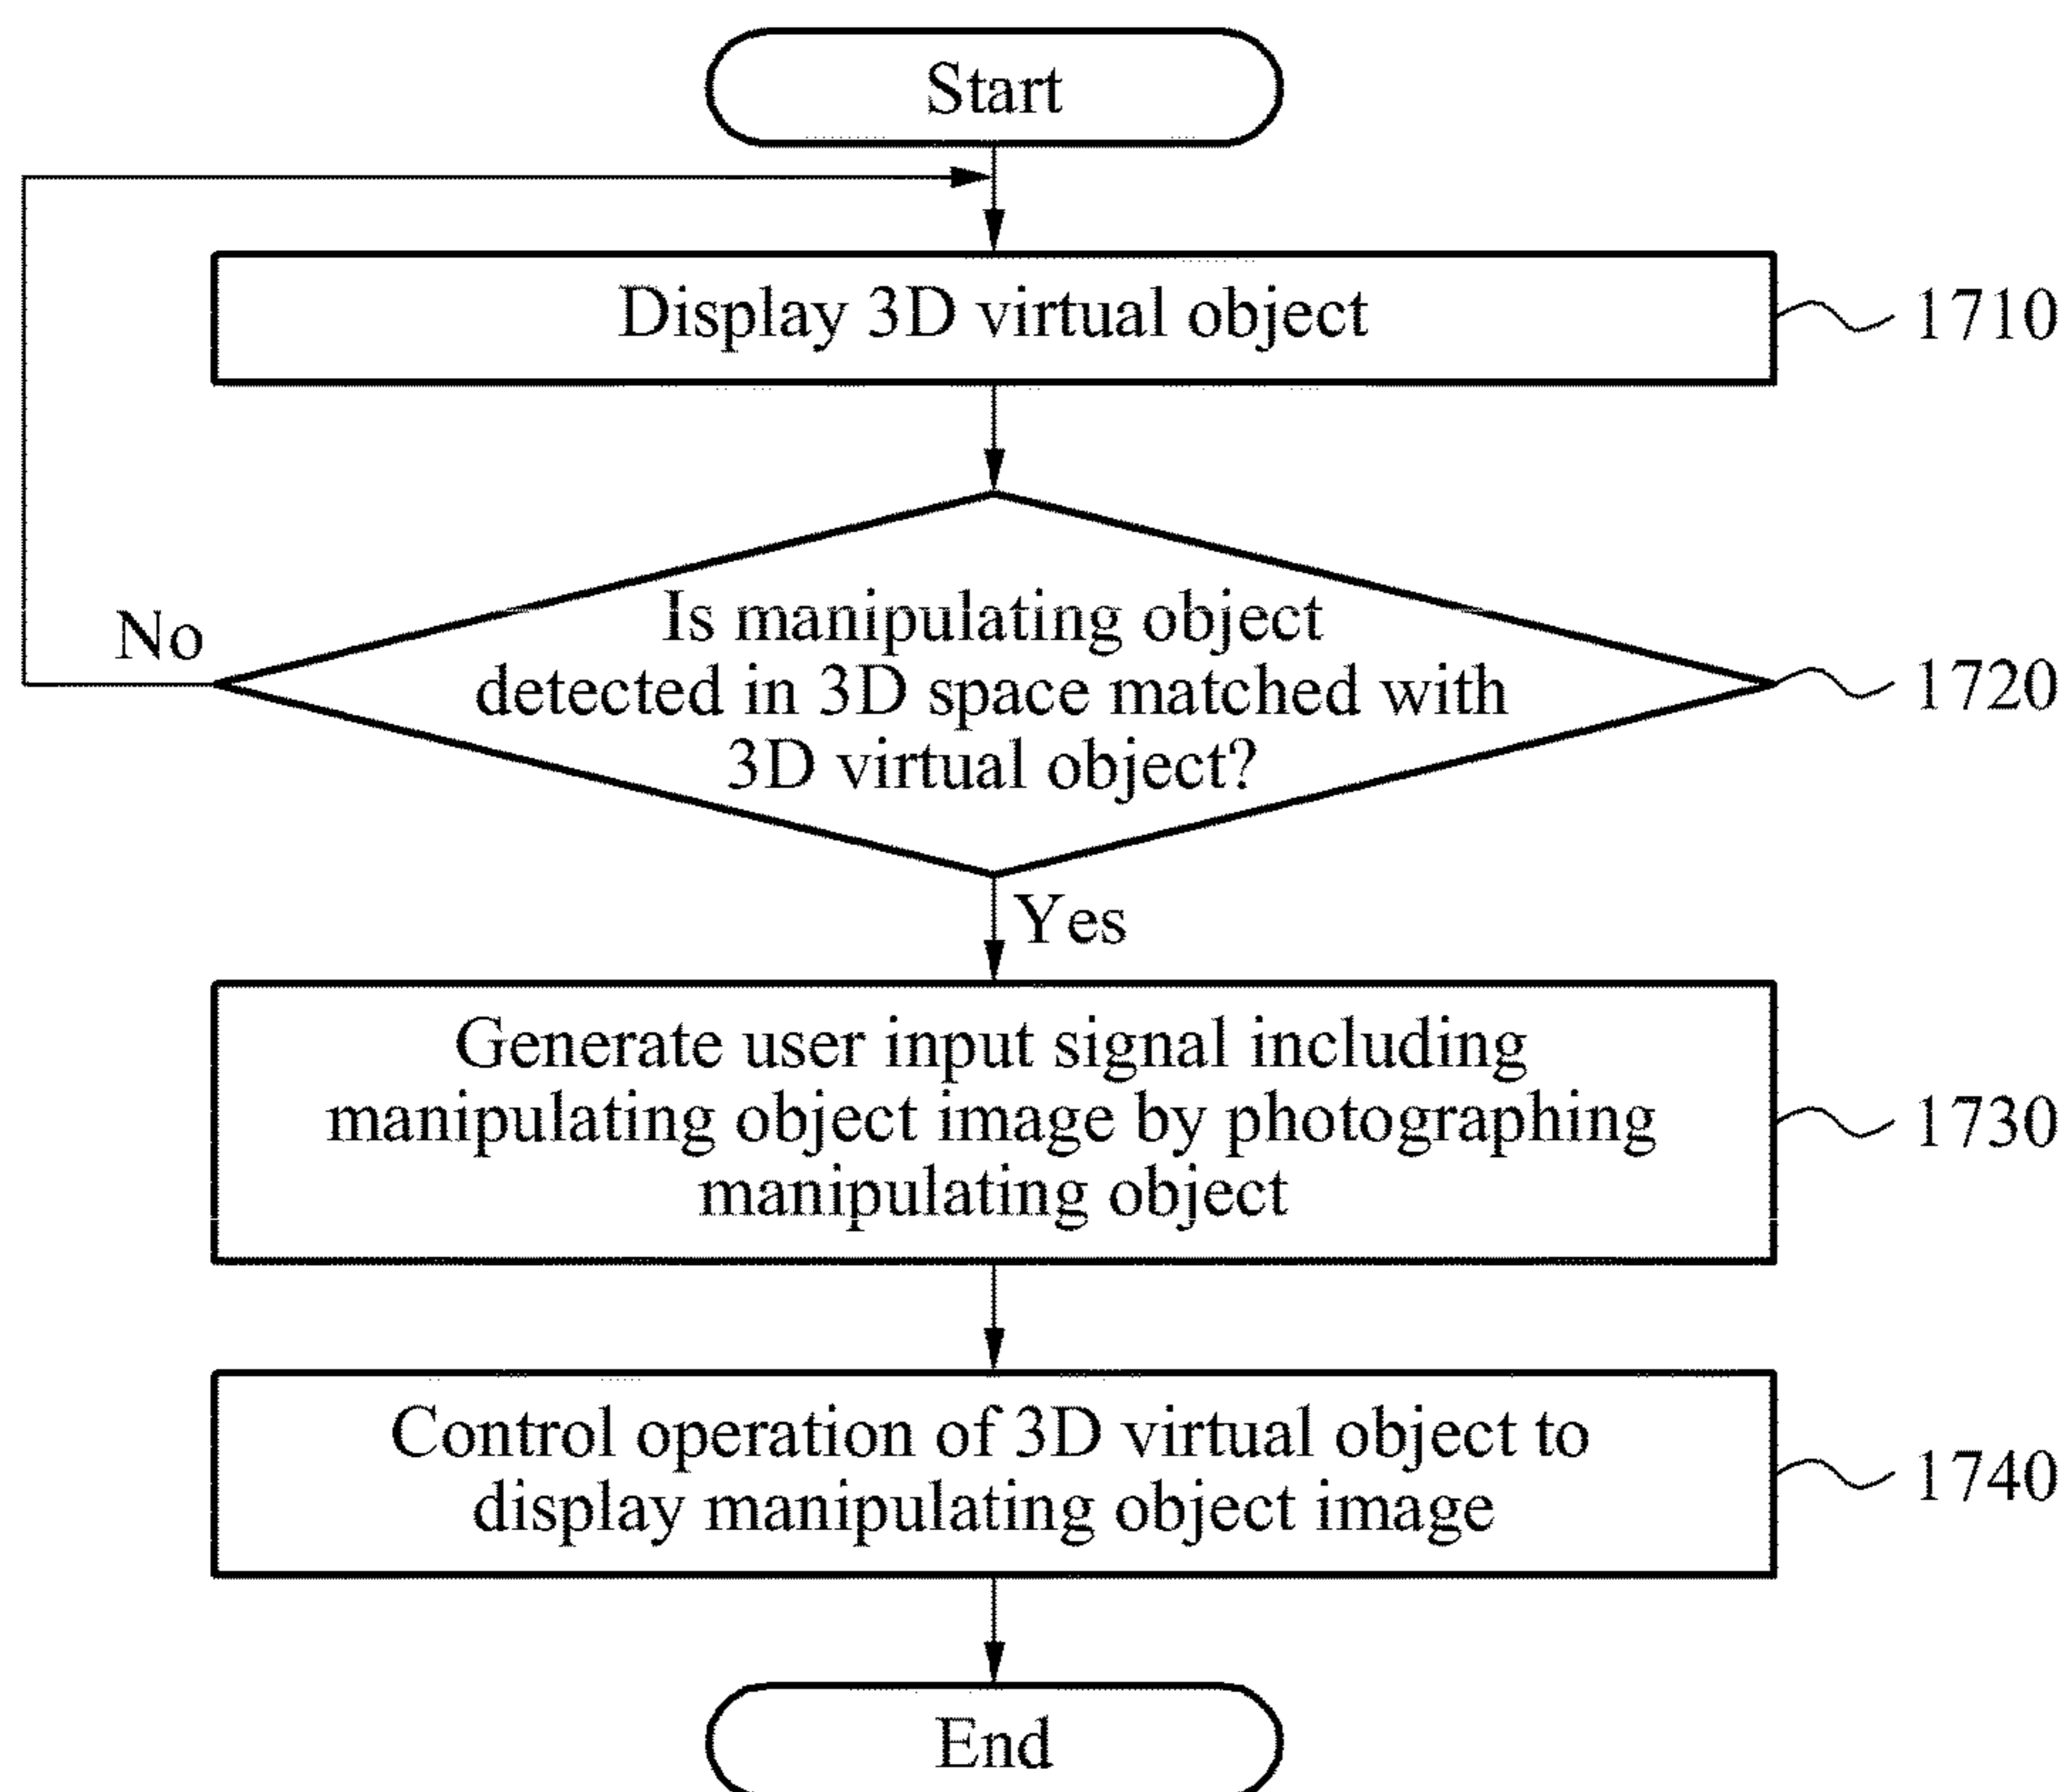 Start
Display 3D virtual object
1710
No
Is manipulating object
detected in 3D space matched with
3D virtual object?
1720
Yes
Generate user input signal including
manipulating object image by photographing
manipulating object
1730
Control operation of 3D virtual object to
display manipulating object image
1740
End